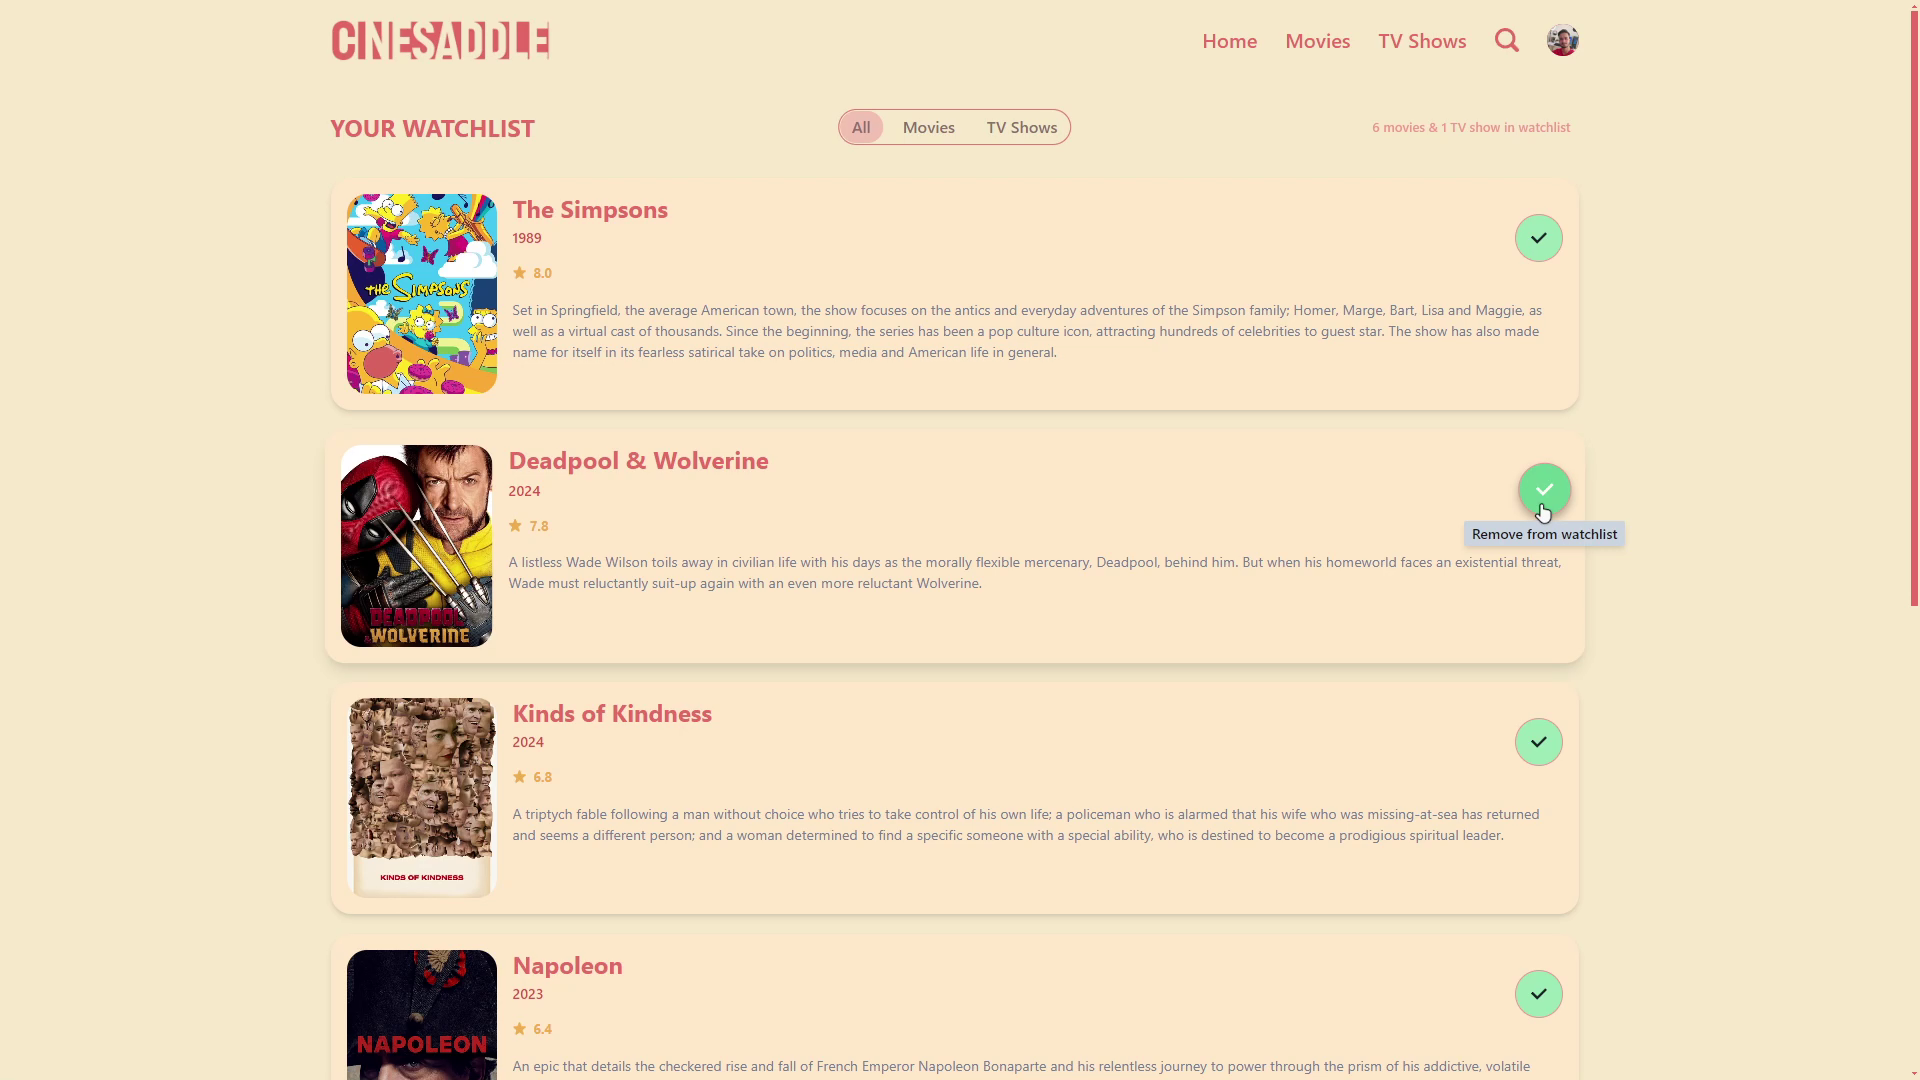 CINESADDLE
Home
Movies
TV Shows
YOUR WATCHLIST
All
Movies
TV Shows
6 movies & 1 TV show in watchlist
THE SIMPSONS
The Simpsons
1989
8.0
Set in Springfield, the average American town, the show focuses on the antics and everyday adventures of the Simpson family; Homer, Marge, Bart, Lisa and Maggie, as
well as a virtual cast of thousands. Since the beginning, the series has been a pop culture icon, attracting hundreds of celebrities to guest star. The show has also made
name for itself in its fearless satirical take on politics, media and American life in general.
DEADPOOL
& WOLVERINE
Deadpool & Wolverine
2024
7.8
Remove from watchlist
A listless Wade Wilson toils away in civilian life with his days as the morally flexible mercenary, Deadpool, behind him. But when his homeworld faces an existential threat,
Wade must reluctantly suit-up again with an even more reluctant Wolverine.
KINDS OF KINDNESS
Kinds of Kindness
2024
6.8
A triptych fable following a man without choice who tries to take control of his own life; a policeman who is alarmed that his wife who was missing-at-sea has returned
and seems a different person; and a woman determined to find a specific someone with a special ability, who is destined to become a prodigious spiritual leader.
NAPOLEON
Napoleon
2023
6.4
An epic that details the checkered rise and fall of French Emperor Napoleon Bonaparte and his relentless journey to power through the prism of his addictive, volatile